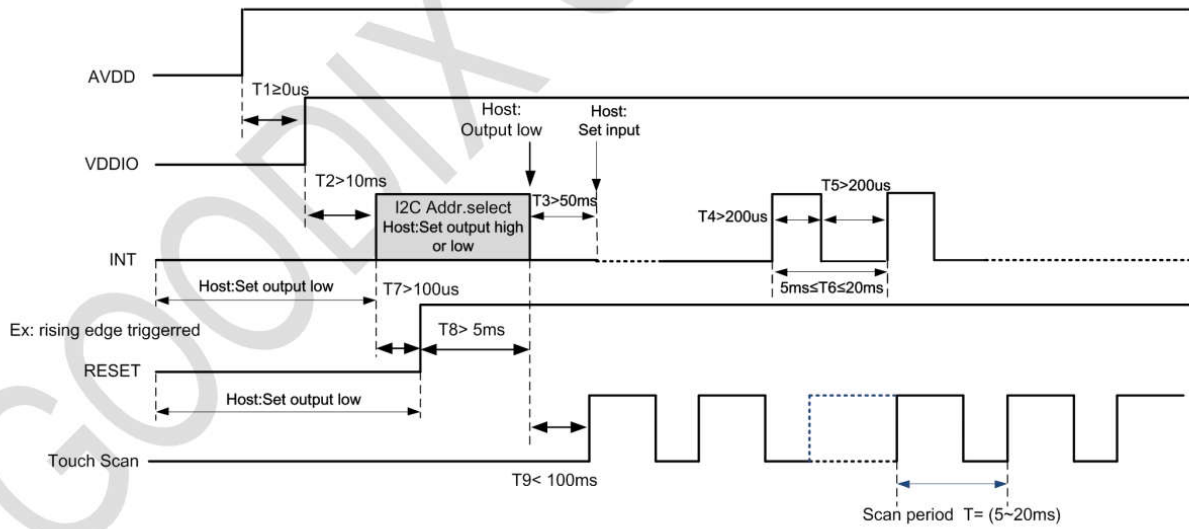 AVDD
T1≥0us
Host:
Output low
Host:
Set input
VDDIO
T2>10ms
T3>50ms
T5>200us
I2C Addr.select
Host:Set output high
or low
T4>200us
INT
Host:Set output low
T7>100us
5ms≤T6≤20ms
Ex: rising edge triggerred
T8> 5ms
RESET
Host:Set output low
Touch Scan
T9< 100ms
Scan period T= (5~20ms)
GOODIX